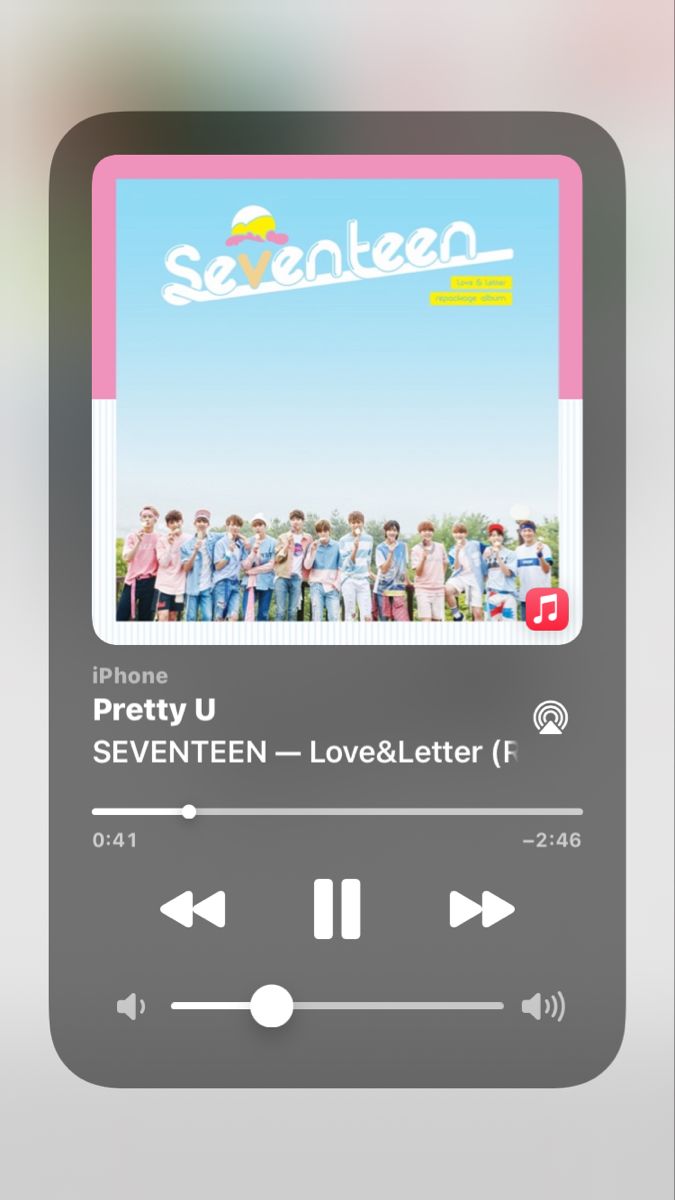 Seventeen
Love & Letter
repackage album
iPhone
Pretty U
SEVENTEEN — Love&Letter (R
0:41
–2:46